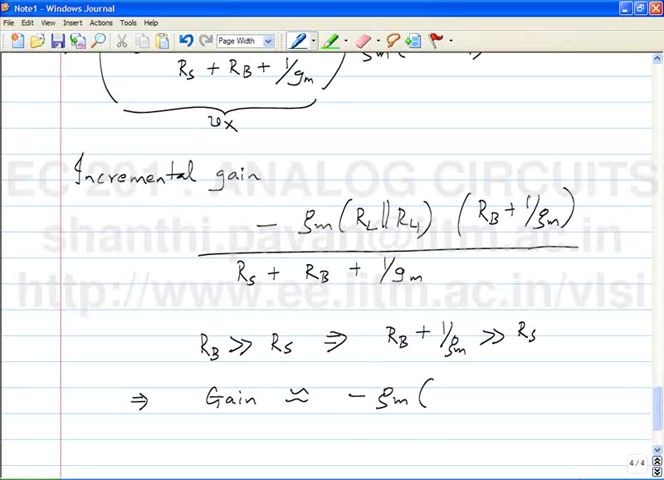 Note1 - Windows Journal
File Edit View Insert Actions Tools Help
Page Width
Rs + RB + 1/gm
vx
Incremental gain
- gm (RL || R4) (RB + 1/gm)
Rs + RB + 1/gm
RB >> Rs ⇒ RB + 1/gm >> Rs
⇒ Gain ≈ - gm (
EC 201 : ANALOG CIRCUITS
shanthi.pavan@iitm.ac.in
http://www.ee.iitm.ac.in/vlsi
4 / 4